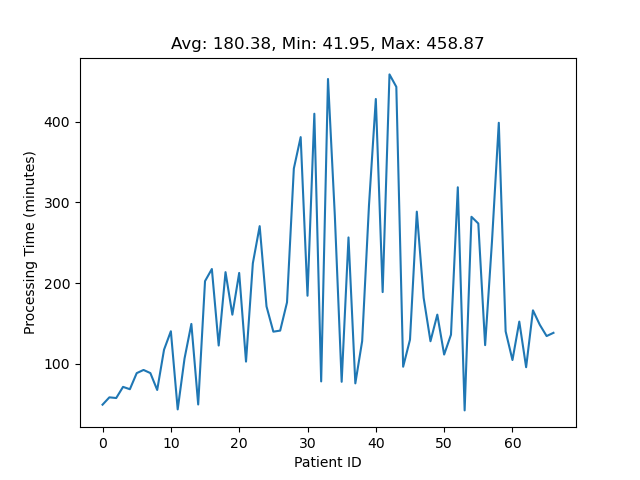 Avg: 180.38, Min: 41.95, Max: 458.87
Processing Time (minutes)
400
300
200
100
0 10 20 30 40 50 60
Patient ID